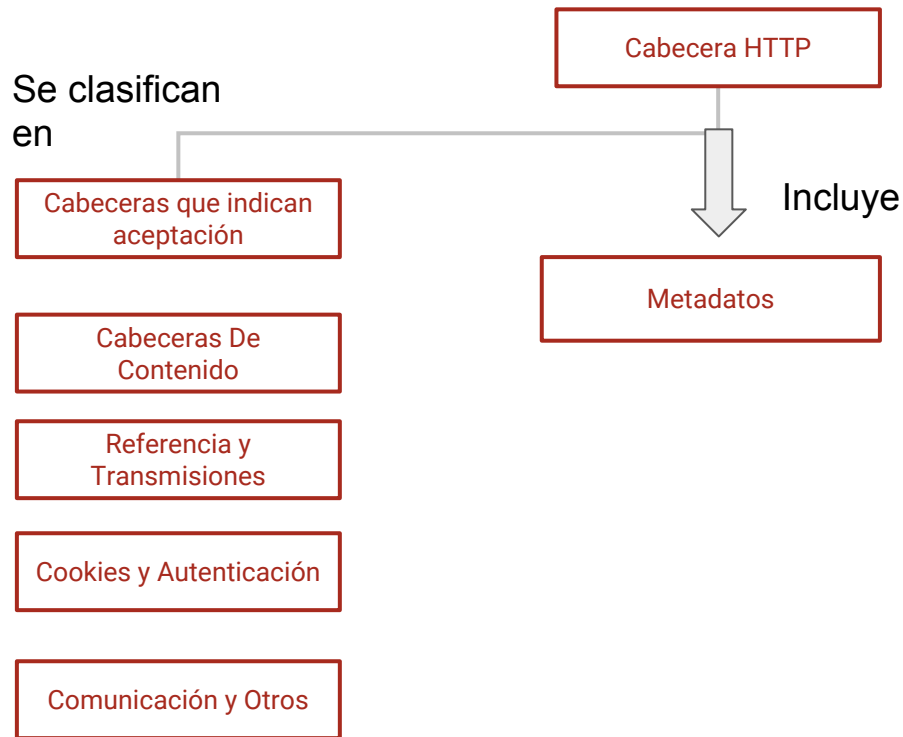 Cabecera HTTP
Se clasifican
en
Cabeceras que indican
aceptación
Incluye
Metadatos
Cabeceras De
Contenido
Referencia y
Transmisiones
Cookies y Autenticación
Comunicación y Otros